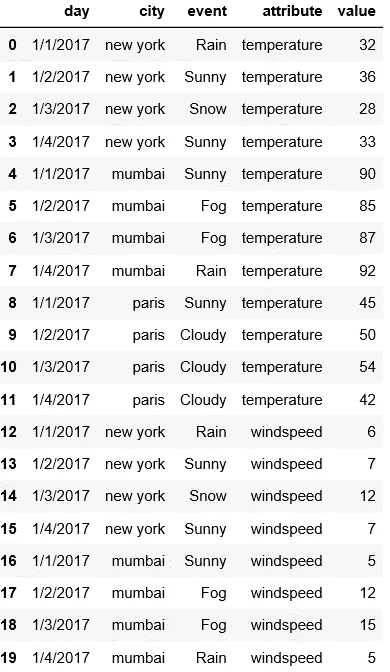 day city event attribute value
0 1/1/2017 new york Rain temperature 32
1 1/2/2017 new york Sunny temperature 36
2 1/3/2017 new york Snow temperature 28
3 1/4/2017 new york Sunny temperature 33
4 1/1/2017 mumbai Sunny temperature 90
5 1/2/2017 mumbai Fog temperature 85
6 1/3/2017 mumbai Fog temperature 87
7 1/4/2017 mumbai Rain temperature 92
8 1/1/2017 paris Sunny temperature 45
9 1/2/2017 paris Cloudy temperature 50
10 1/3/2017 paris Cloudy temperature 54
11 1/4/2017 paris Cloudy temperature 42
12 1/1/2017 new york Rain windspeed 6
13 1/2/2017 new york Sunny windspeed 7
14 1/3/2017 new york Snow windspeed 12
15 1/4/2017 new york Sunny windspeed 7
16 1/1/2017 mumbai Sunny windspeed 5
17 1/2/2017 mumbai Fog windspeed 12
18 1/3/2017 mumbai Fog windspeed 15
19 1/4/2017 mumbai Rain windspeed 5